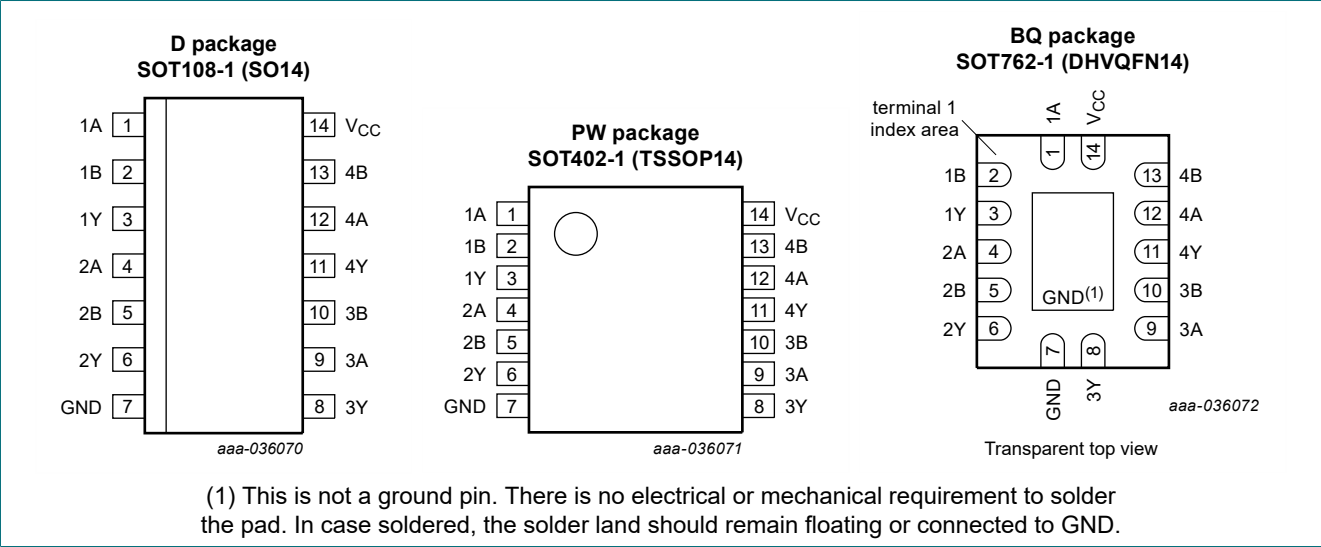 D package
SOT108-1 (SO14)
1A 1
1B 2
1Y 3
2A 4
2B 5
2Y 6
GND 7
14 VCC
13 4B
12 4A
11 4Y
10 3B
9 3A
8 3Y
aaa-036070
PW package
SOT402-1 (TSSOP14)
1A 1
1B 2
1Y 3
2A 4
2B 5
2Y 6
GND 7
14 VCC
13 4B
12 4A
11 4Y
10 3B
9 3A
8 3Y
aaa-036071
BQ package
SOT762-1 (DHVQFN14)
terminal 1
index area
1A
VCC
1
14
1B 2
1Y 3
2A 4
2B 5
2Y 6
13 4B
12 4A
11 4Y
10 3B
9 3A
GND(1)
7
8
GND
3Y
aaa-036072
Transparent top view
(1) This is not a ground pin. There is no electrical or mechanical requirement to solder
the pad. In case soldered, the solder land should remain floating or connected to GND.